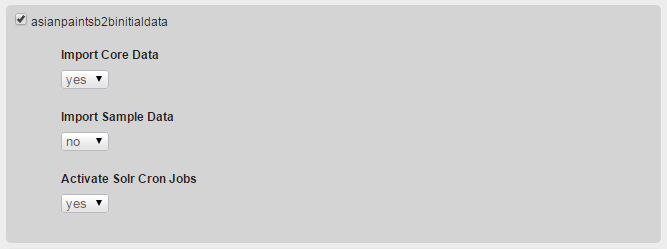 asianpaintsb2binitialdata
Import Core Data
yes
Import Sample Data
no
Activate Solr Cron Jobs
yes